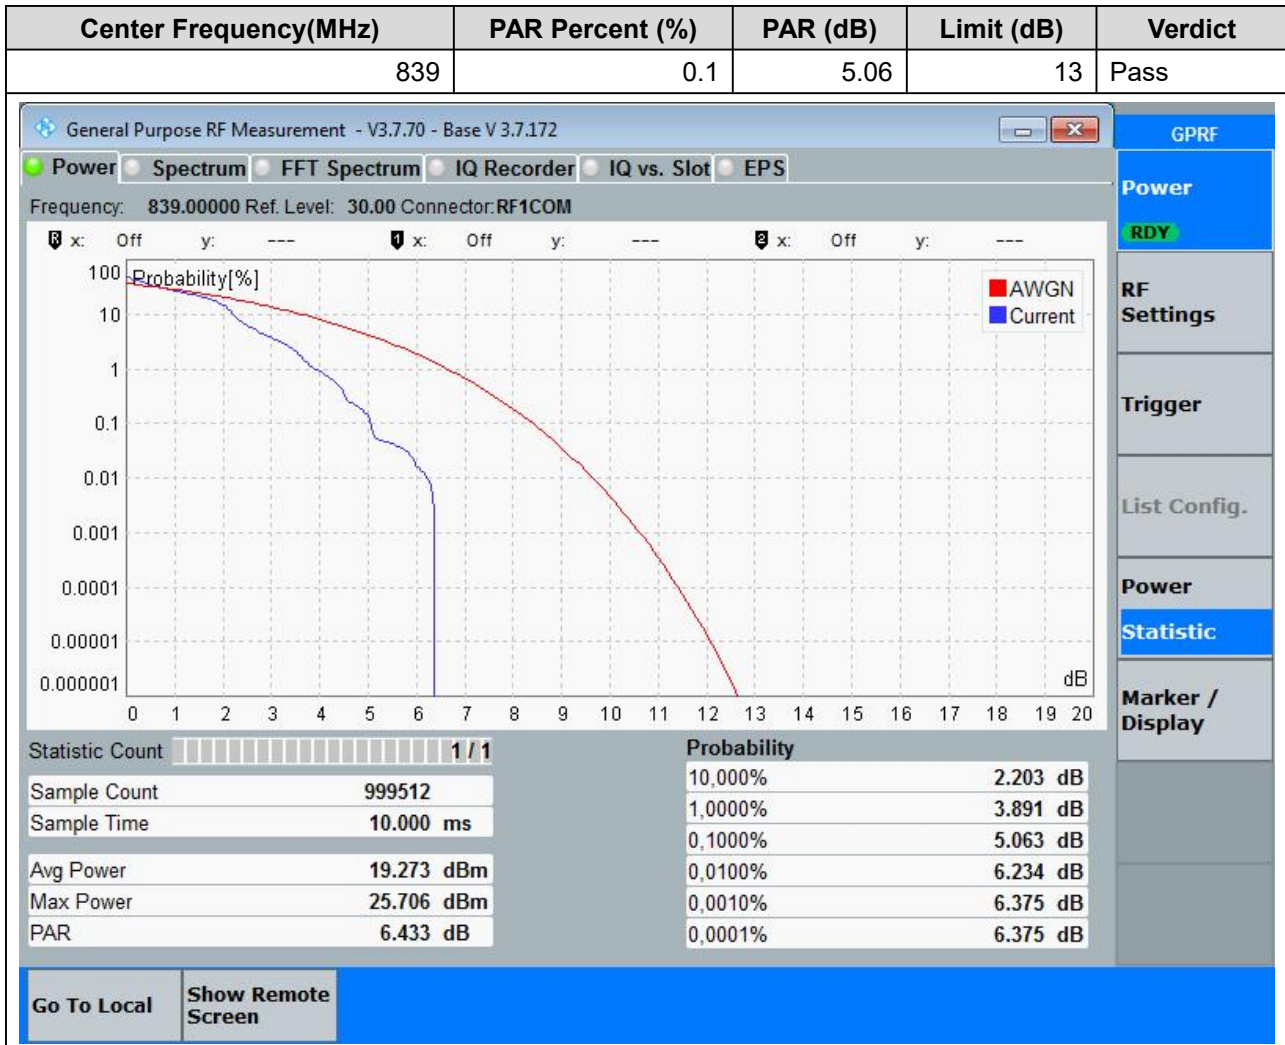 Center Frequency(MHz) PAR Percent (%) PAR (dB) Limit (dB) Verdict
839 0.1 5.06 13 Pass
General Purpose RF Measurement - V3.7.70 - Base V 3.7.172
GPRF
Power Spectrum FFT Spectrum IQ Recorder IQ vs. Slot EPS
Frequency: 839.00000 Ref. Level: 30.00 Connector:RF1COM
R x: Off y: --- 1 x: Off y: --- 2 x: Off y: ---
Probability[%]
AWGN
Current
100
10
1
0.1
0.01
0.001
0.0001
0.00001
0.000001
dB
0 1 2 3 4 5 6 7 8 9 10 11 12 13 14 15 16 17 18 19 20
Statistic Count 1 / 1
Sample Count 999512
Sample Time 10.000 ms
Avg Power 19.273 dBm
Max Power 25.706 dBm
PAR 6.433 dB
Probability
10,000% 2.203 dB
1,0000% 3.891 dB
0,1000% 5.063 dB
0,0100% 6.234 dB
0,0010% 6.375 dB
0,0001% 6.375 dB
Power
RDY
RF
Settings
Trigger
List Config.
Power
Statistic
Marker /
Display
Go To Local
Show Remote
Screen